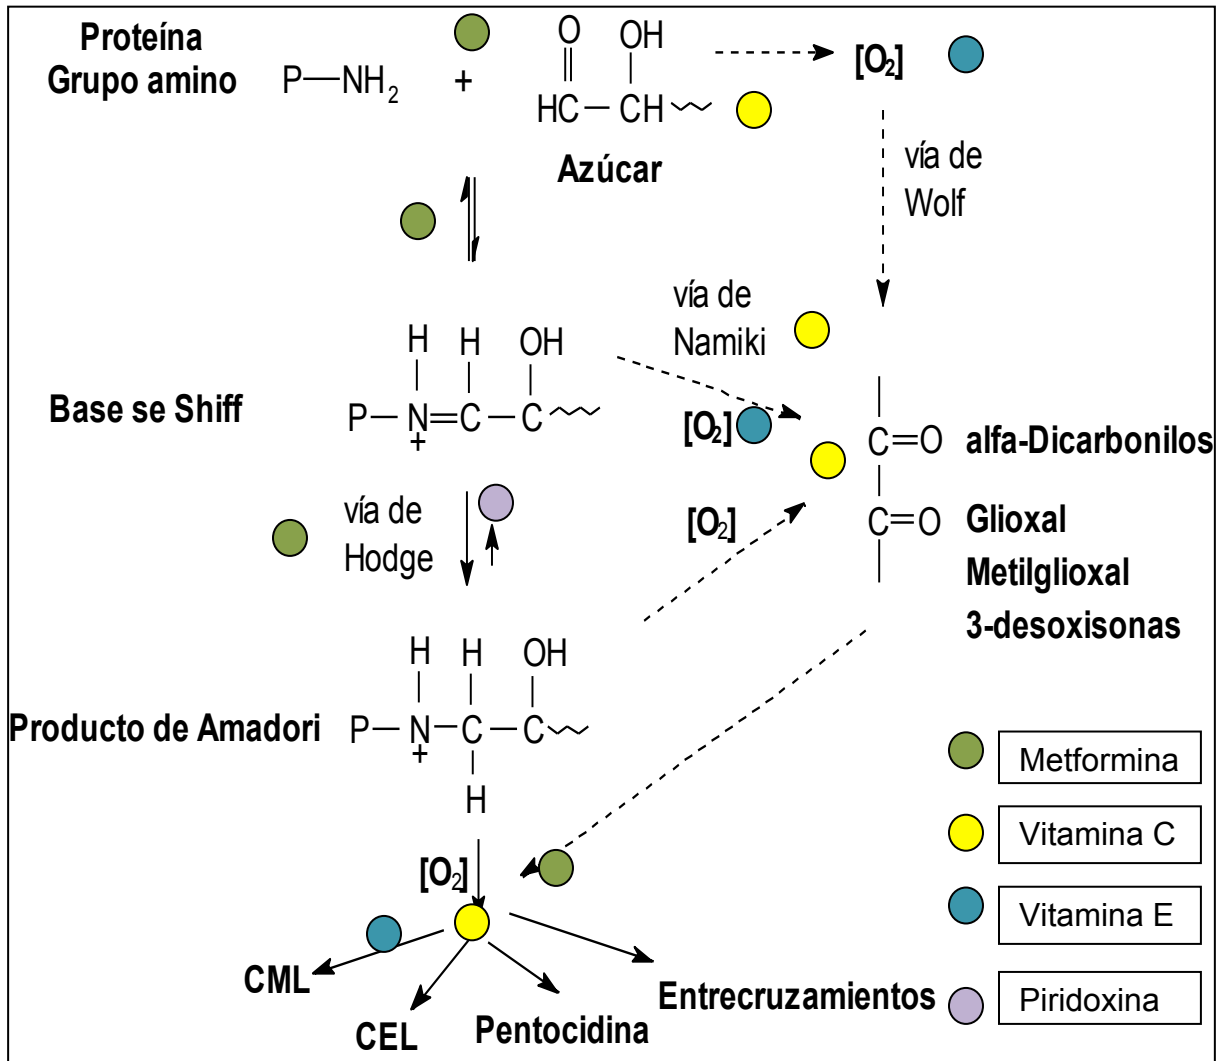 Proteína
Grupo amino
P—NH2
+
O
OH
HC—CH
Azúcar
[O2]
vía de
Wolf
vía de
Namiki
H H OH
Base se Shiff
P—N=C—C
+
[O2]
alfa-Dicarbonilos
C=O
C=O
Glioxal
Metilglioxal
3-desoxisonas
vía de
Hodge
[O2]
H H OH
Producto de Amadori
P—N—C—C
+
H
[O2]
CML
CEL
Pentocidina
Entrecruzamientos
Metformina
Vitamina C
Vitamina E
Piridoxina